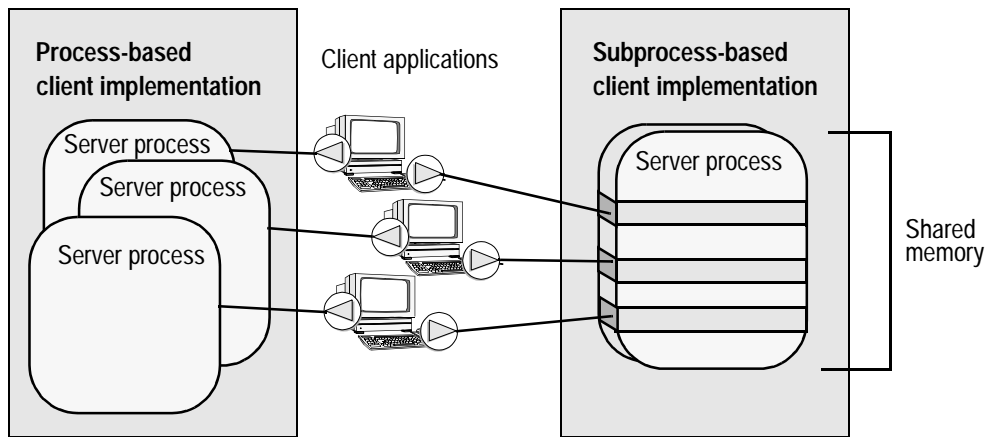 Process-based
client implementation
Server process
Server process
Server process
Client applications
Subprocess-based
client implementation
Server process
Shared
memory